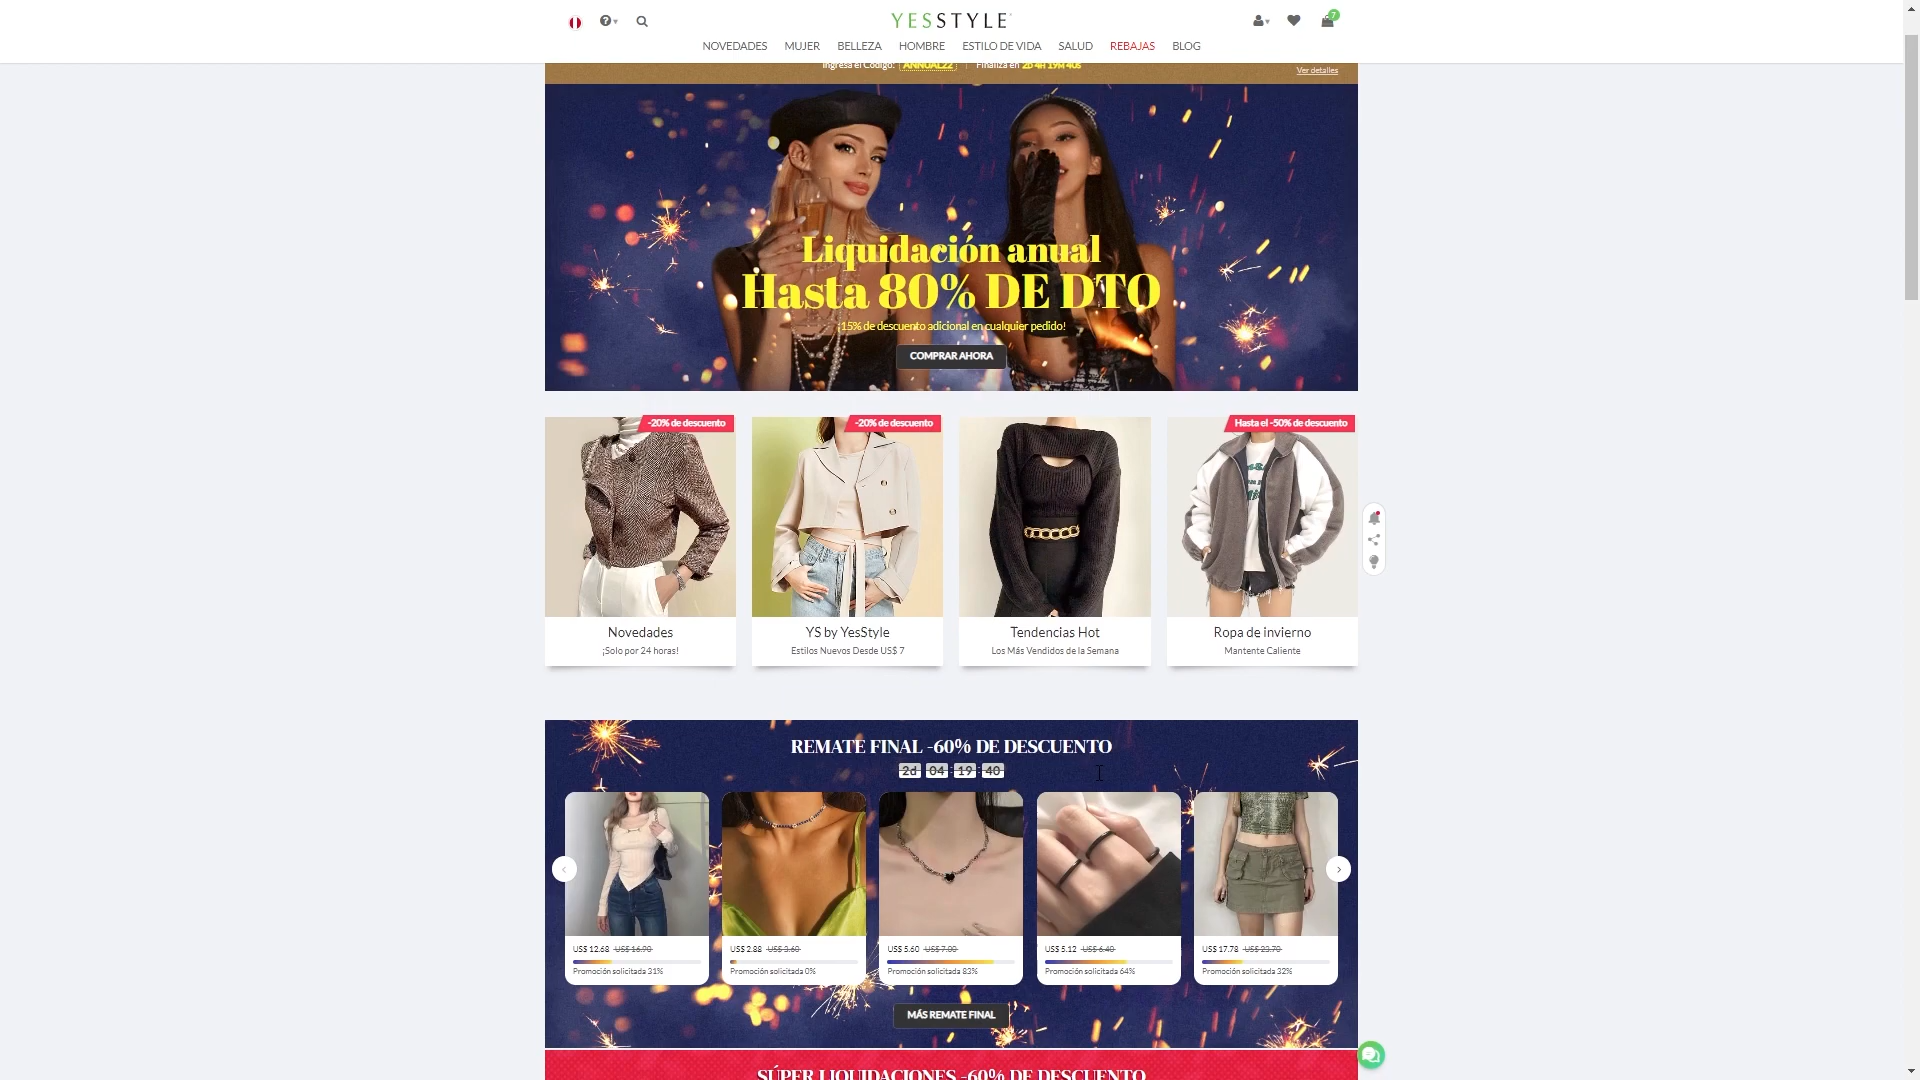 7
YESSTYLE
NOVEDADES MUJER BELLEZA HOMBRE ESTILO DE VIDA SALUD REBAJAS BLOG
Ingresa el Código: ANNUAL22 | Finaliza en 2D 4H 19M 40S
Ver detalles
Liquidación anual
Hasta 80% DE DTO
¡15% de descuento adicional en cualquier pedido!
COMPRAR AHORA
-20% de descuento
-20% de descuento
Hasta el -50% de descuento
Novedades
¡Solo por 24 horas!
YS by YesStyle
Estilos Nuevos Desde US$ 7
Tendencias Hot
Los Más Vendidos de la Semana
Ropa de invierno
Mantente Caliente
REMATE FINAL -60% DE DESCUENTO
2d : 04 : 19 : 40
US$ 12.68 US$ 16.90
Promoción solicitada 31%
US$ 2.88 US$ 3.60
Promoción solicitada 0%
US$ 5.60 US$ 7.00
Promoción solicitada 83%
US$ 5.12 US$ 6.40
Promoción solicitada 64%
US$ 17.78 US$ 23.70
Promoción solicitada 32%
MÁS REMATE FINAL
SÚPER LIQUIDACIONES -60% DE DESCUENTO